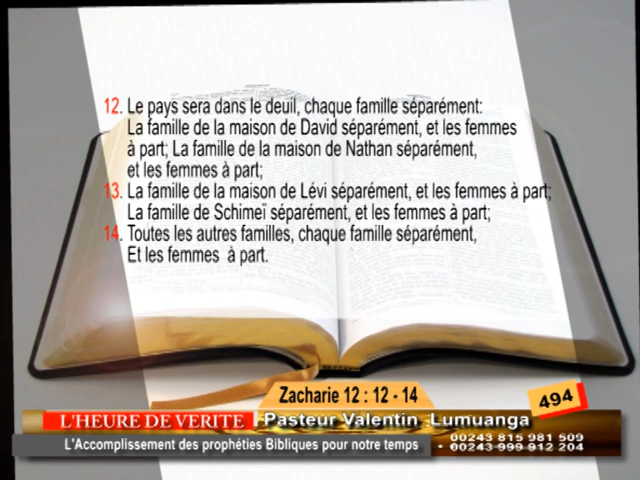 12. Le pays sera dans le deuil, chaque famille séparément:
La famille de la maison de David séparément, et les femmes
à part; La famille de la maison de Nathan séparément,
et les femmes à part;
13. La famille de la maison de Lévi séparément, et les femmes à part;
La famille de Schimeï séparément, et les femmes à part;
14. Toutes les autres familles, chaque famille séparément,
Et les femmes à part.
Zacharie 12 : 12 - 14
494
L'HEURE DE VERITE Pasteur Valentin Lumuanga
L'Accomplissement des prophéties Bibliques pour notre temps
00243 815 981 509
- 00243 999 912 204